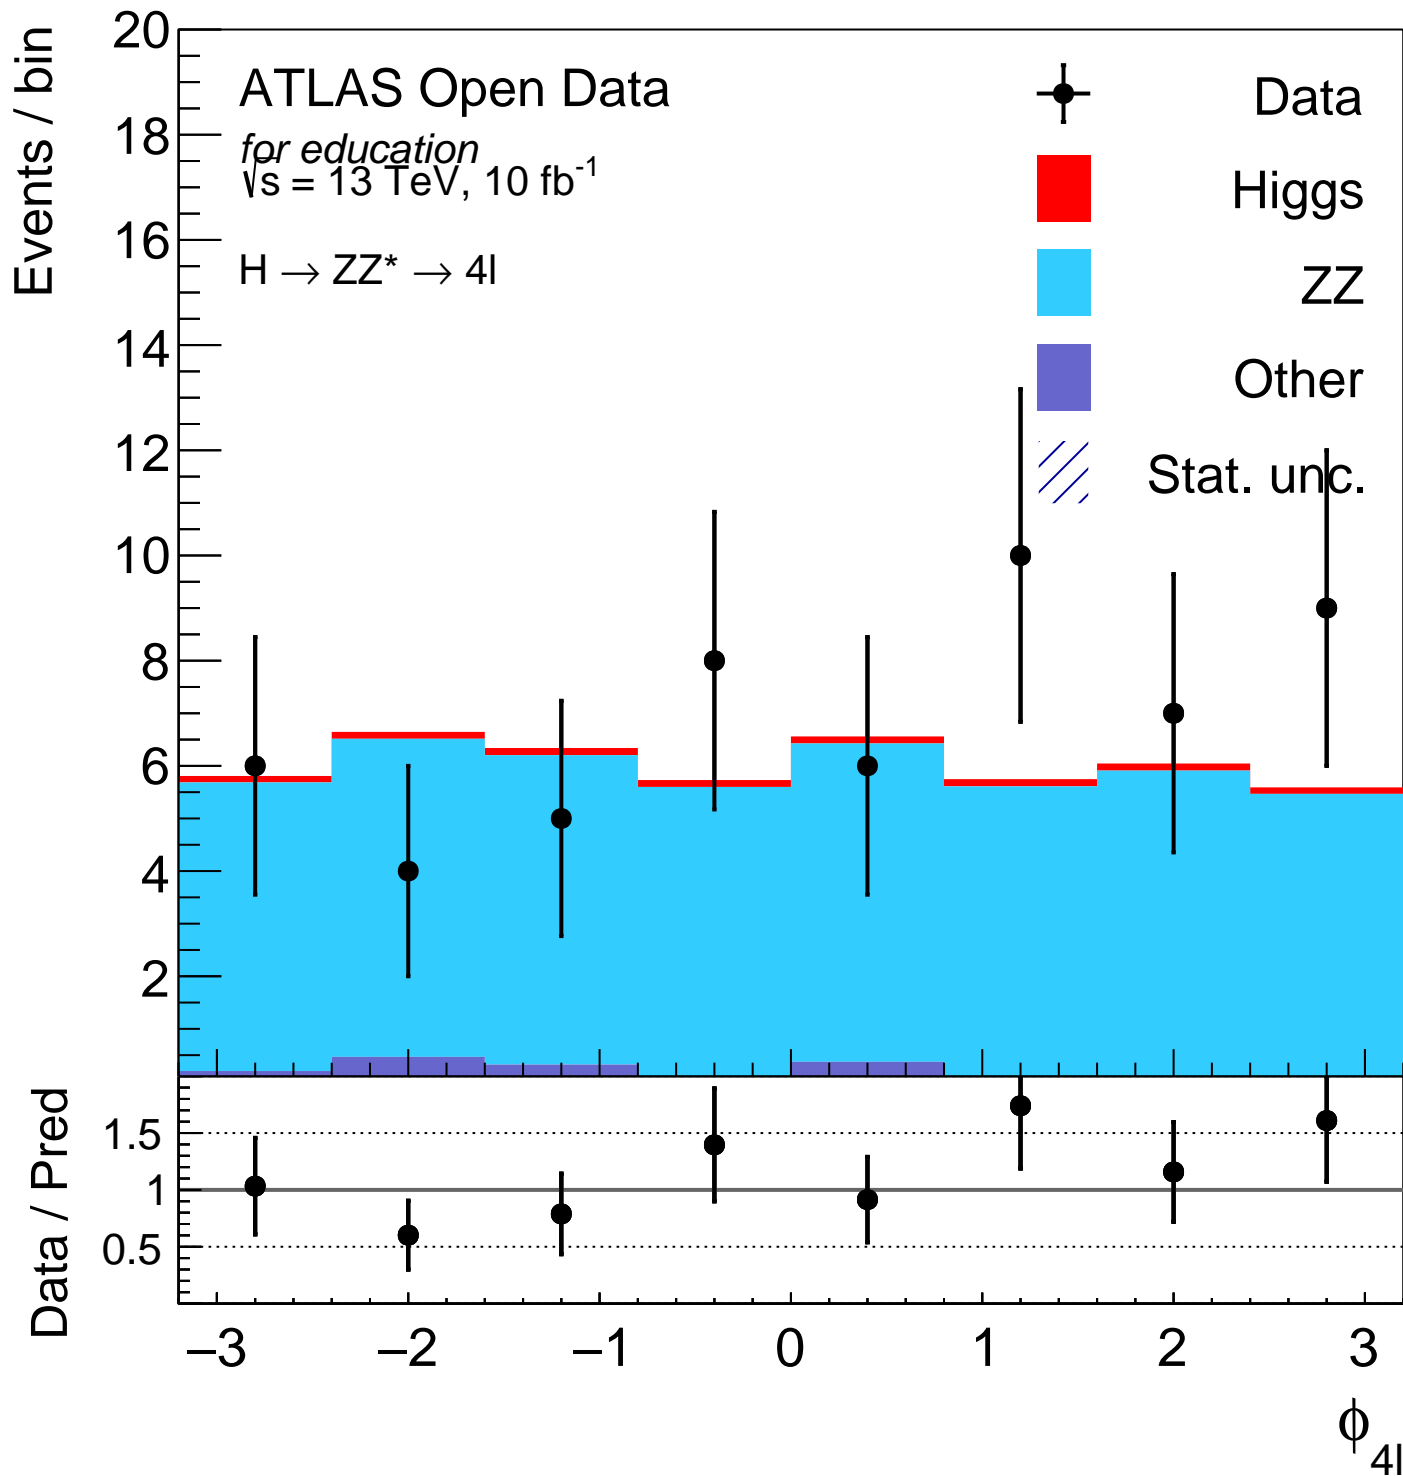 Events / bin
20
18
16
14
12
10
8
6
4
2
ATLAS Open Data
for education
√s = 13 TeV, 10 fb⁻¹
H → ZZ* → 4l
Data
Higgs
ZZ
Other
Stat. unc.
Data / Pred
1.5
1
0.5
−3 −2 −1 0 1 2 3
ϕ4l